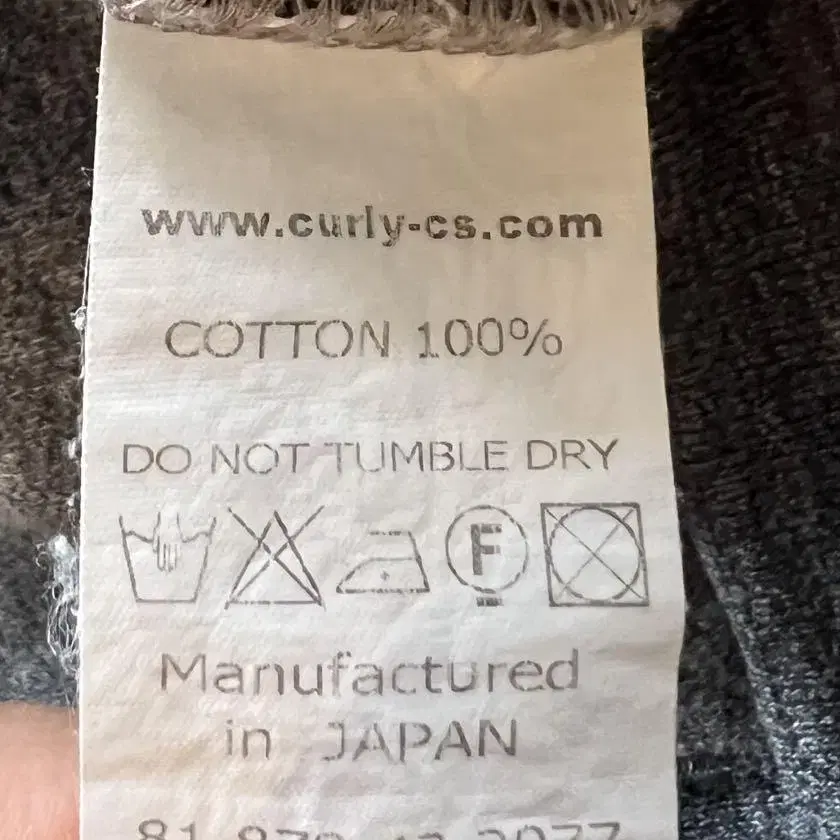 www.curly-cs.com
COTTON 100%
DO NOT TUMBLE DRY
F
Manufactured
in JAPAN